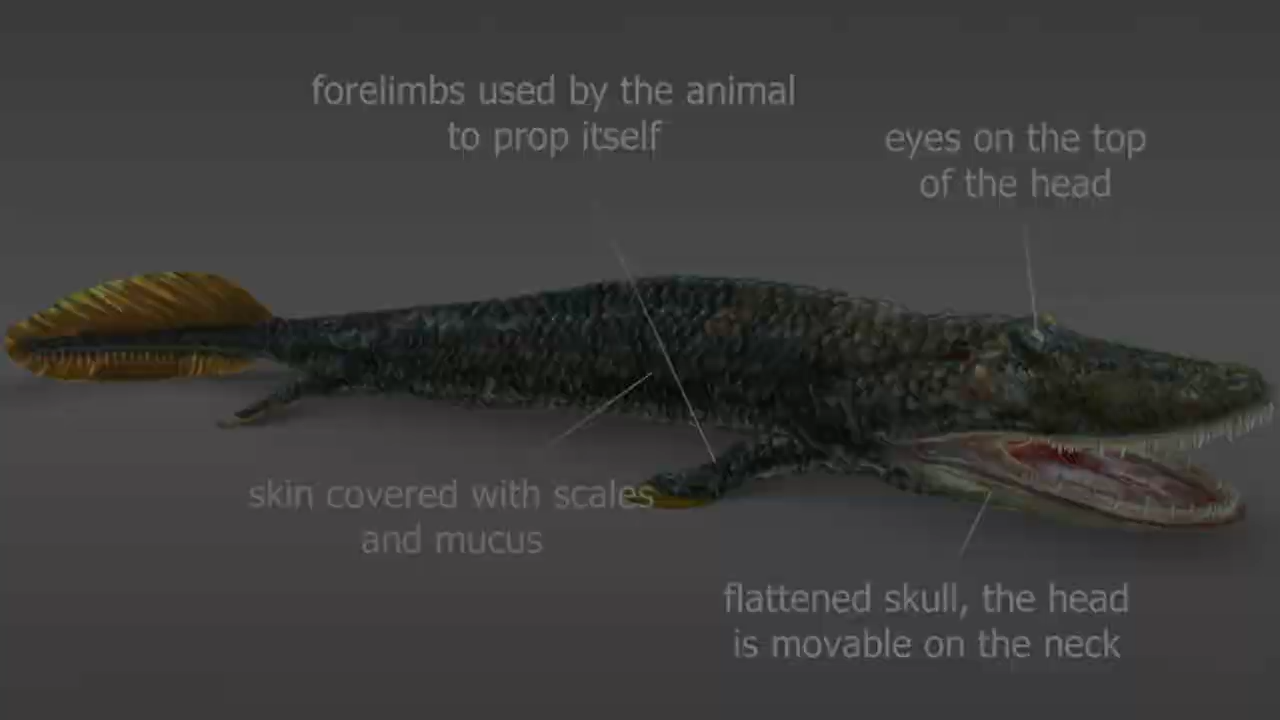 forelimbs used by the animal
to prop itself
eyes on the top
of the head
skin covered with scales
and mucus
flattened skull, the head
is movable on the neck